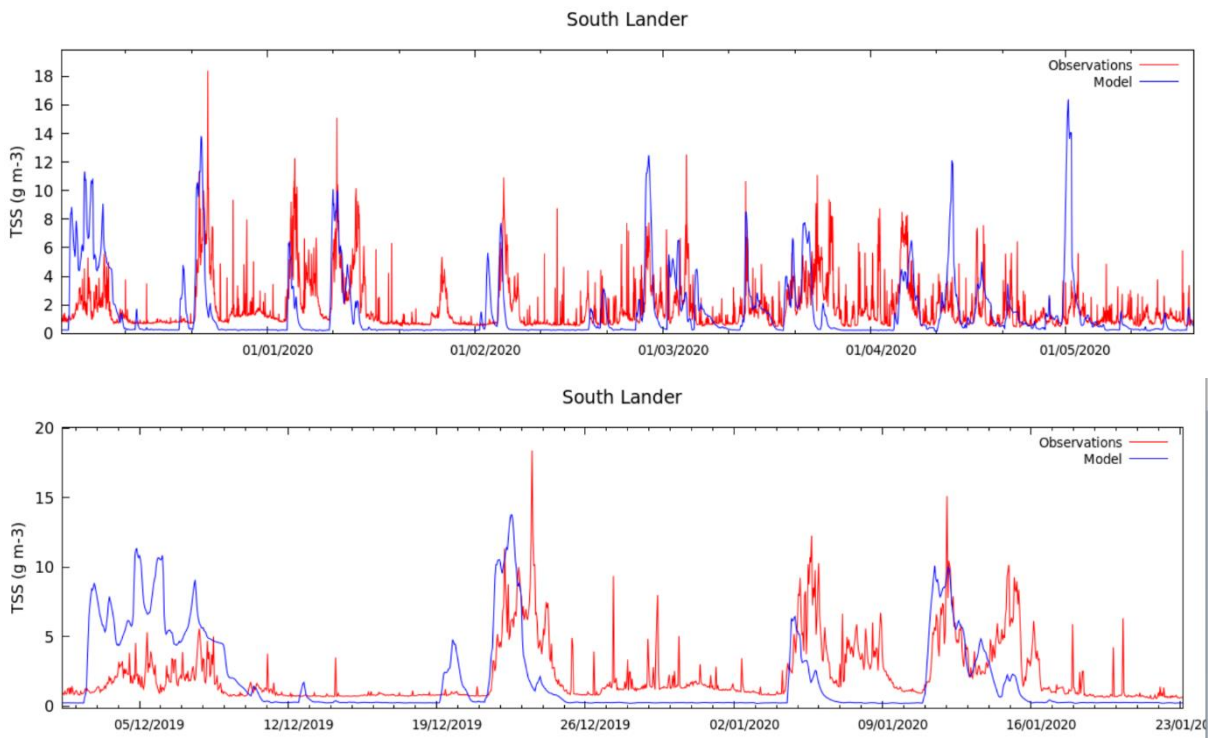 South Lander
Observations
Model
18
16
14
12
10
8
6
4
2
0
TSS (g m-3)
01/01/2020 01/02/2020 01/03/2020 01/04/2020 01/05/2020
South Lander
Observations
Model
20
15
10
5
0
TSS (g m-3)
05/12/2019 12/12/2019 19/12/2019 26/12/2019 02/01/2020 09/01/2020 16/01/2020 23/01/20